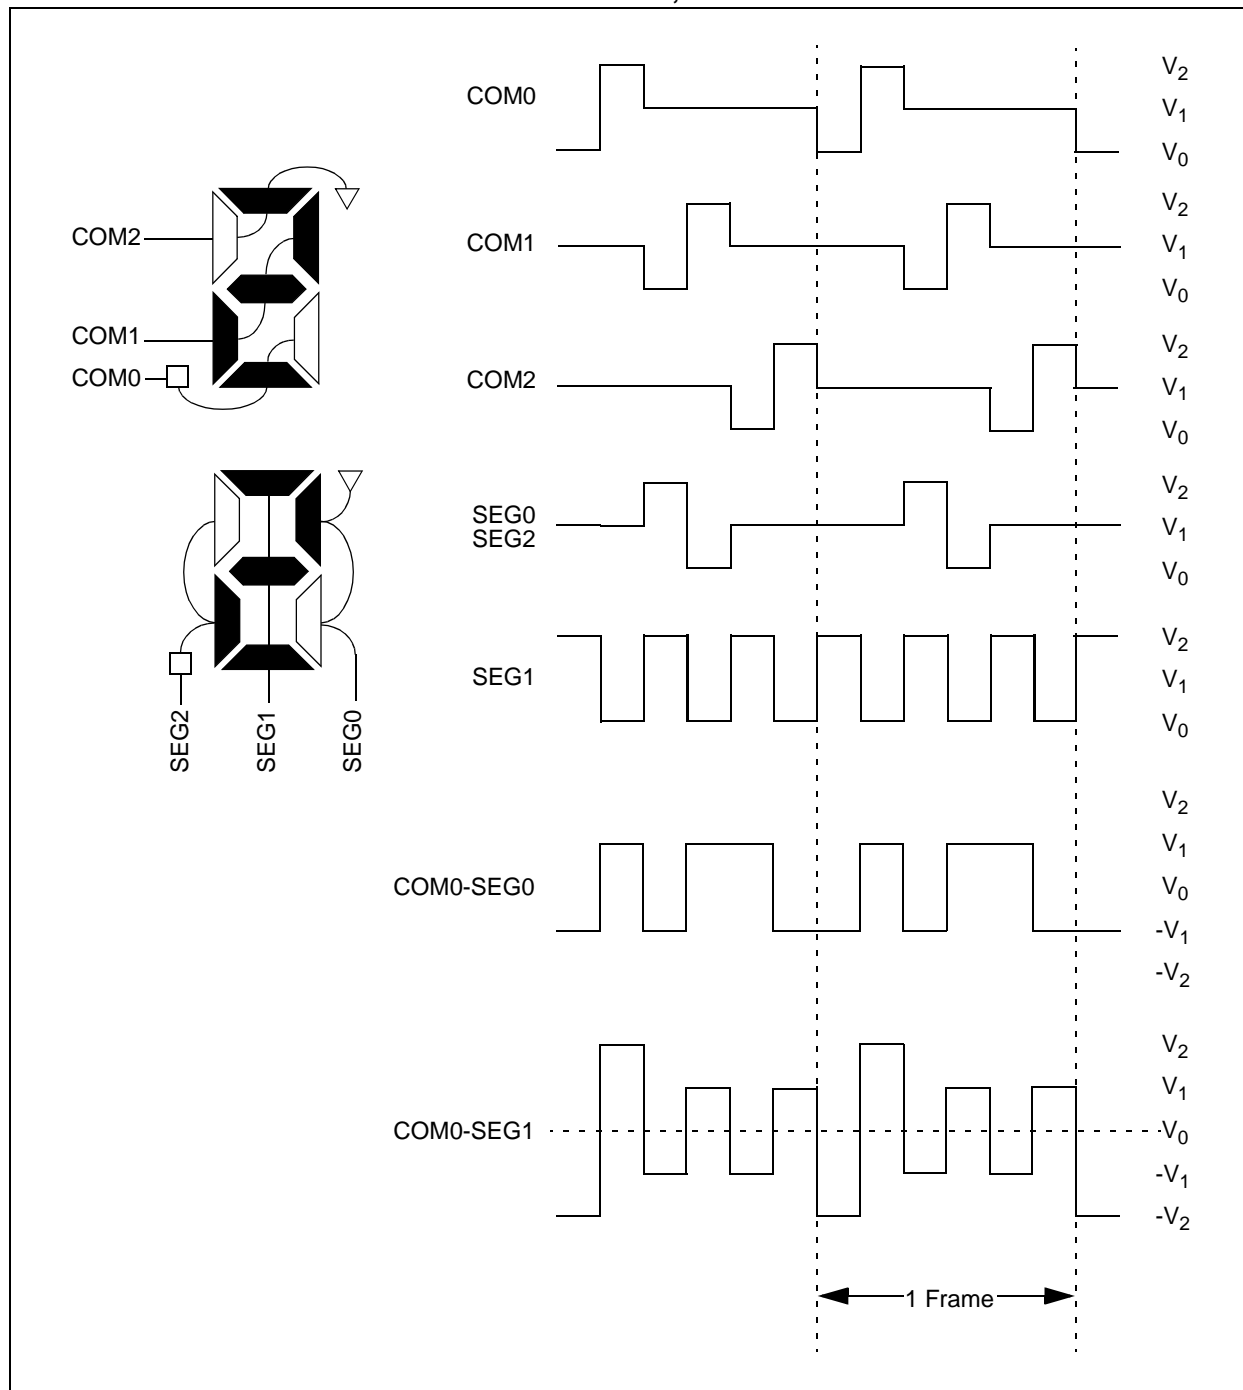 COM0
V2
V1
V0
COM2
COM1
COM0
COM1
V2
V1
V0
COM2
V2
V1
V0
SEG0
SEG2
V2
V1
V0
SEG1
V2
V1
V0
SEG2
SEG1
SEG0
COM0-SEG0
V2
V1
V0
-V1
-V2
COM0-SEG1
V2
V1
V0
-V1
-V2
1 Frame